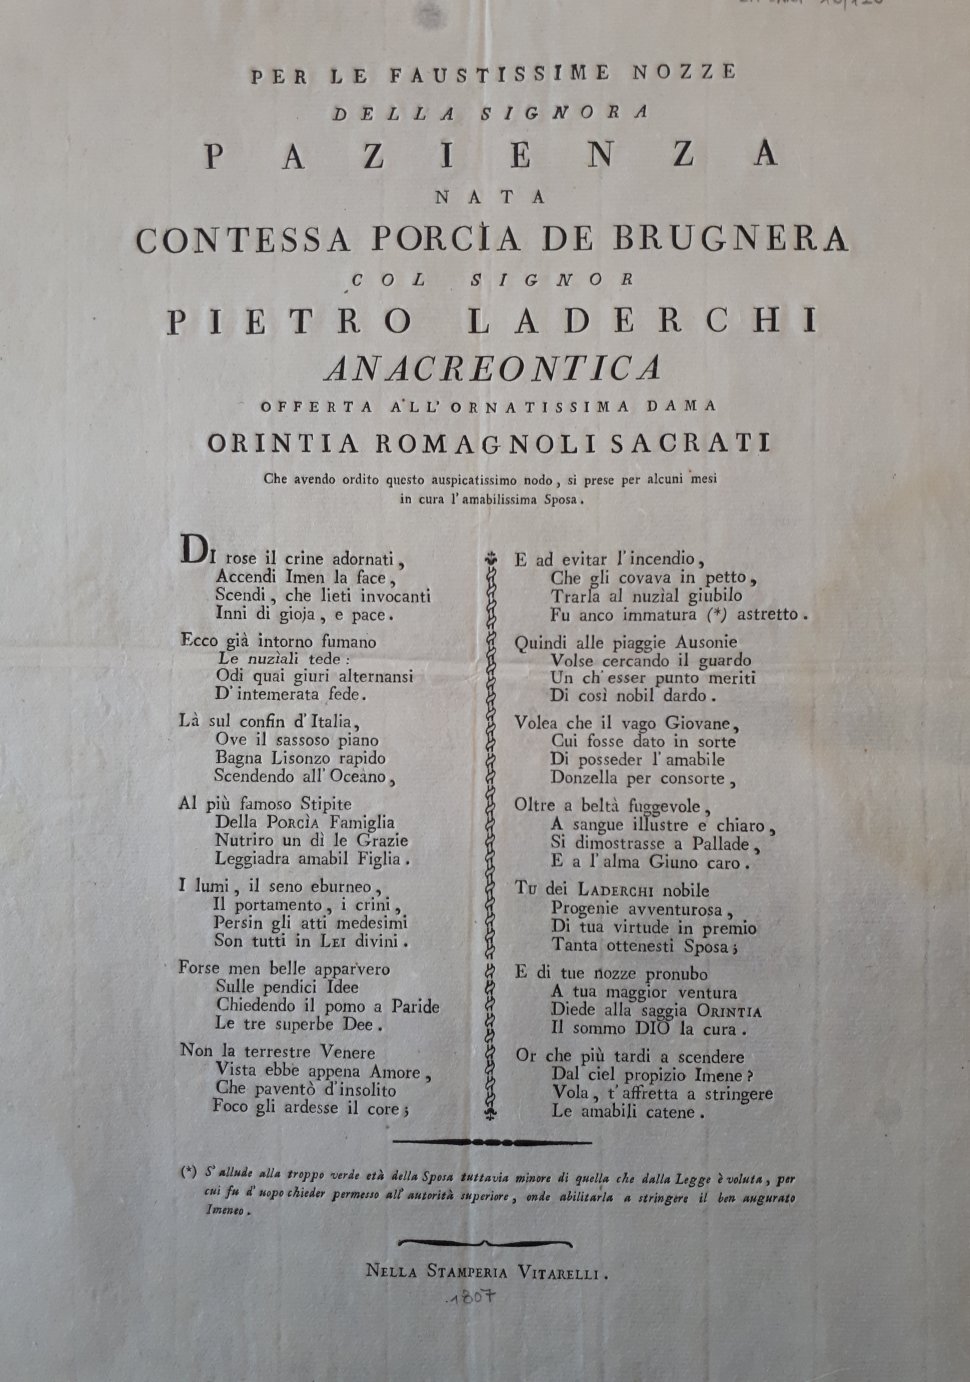 PER LE FAUSTISSIME NOZZE
DELLA SIGNORA
PAZIENZA
NATA
CONTESSA PORCÌA DE BRUGNERA
COL SIGNOR
PIETRO LADERCHI
ANACREONTICA
OFFERTA ALL' ORNATISSIMA DAMA
ORINTIA ROMAGNOLI SACRATI
Che avendo ordito questo auspicatissimo nodo, si prese per alcuni mesi
in cura l'amabilissima Sposa.
DI rose il crine adornati,
Accendi Imen la face,
Scendi, che lieti invocanti
Inni di gioja, e pace.
Ecco già intorno fumano
Le nuzìali tede:
Odi quai giuri alternansi
D'intemerata fede.
Là sul confin d'Italia,
Ove il sassoso piano
Bagna Lisonzo rapido
Scendendo all'Oceano,
Al più famoso Stipite
Della PORCÌA Famiglia
Nutriro un dì le Grazie
Leggiadra amabil Figlia.
I lumi, il seno eburneo,
Il portamento, i crini,
Persin gli atti medesimi
Son tutti in LEI divini.
Forse men belle apparvero
Sulle pendici Idee
Chiedendo il pomo a Paride
Le tre superbe Dee.
Non la terrestre Venere
Vista ebbe appena Amore,
Che paventò d'insolito
Foco gli ardesse il core;
E ad evitar l'incendio,
Che gli covava in petto,
Trarla al nuzìal giubilo
Fu anco immatura (*) astretto.
Quindi alle piaggie Ausonie
Volse cercando il guardo
Un ch'esser punto meriti
Di così nobil dardo.
Volea che il vago Giovane,
Cui fosse dato in sorte
Di posseder l'amabile
Donzella per consorte,
Oltre a beltà fuggevole,
A sangue illustre e chiaro,
Si dimostrasse a Pallade,
E a l'alma Giuno caro.
TU dei LADERCHI nobile
Progenie avventurosa,
Di tua virtude in premio
Tanta ottenesti Sposa;
E di tue nozze pronubo
A tua maggior ventura
Diede alla saggia ORINTIA
Il sommo DIO la cura.
Or che più tardi a scendere
Dal ciel propizio Imene?
Vola, t'affretta a stringere
Le amabili catene.
(*) S'allude alla troppo verde età della Sposa tuttavia minore di quella che dalla Legge è voluta, per
cui fu d'uopo chieder permesso all'autorità superiore, onde abilitarla a stringere il ben augurato
Imeneo.
NELLA STAMPERIA VITARELLI.
1807